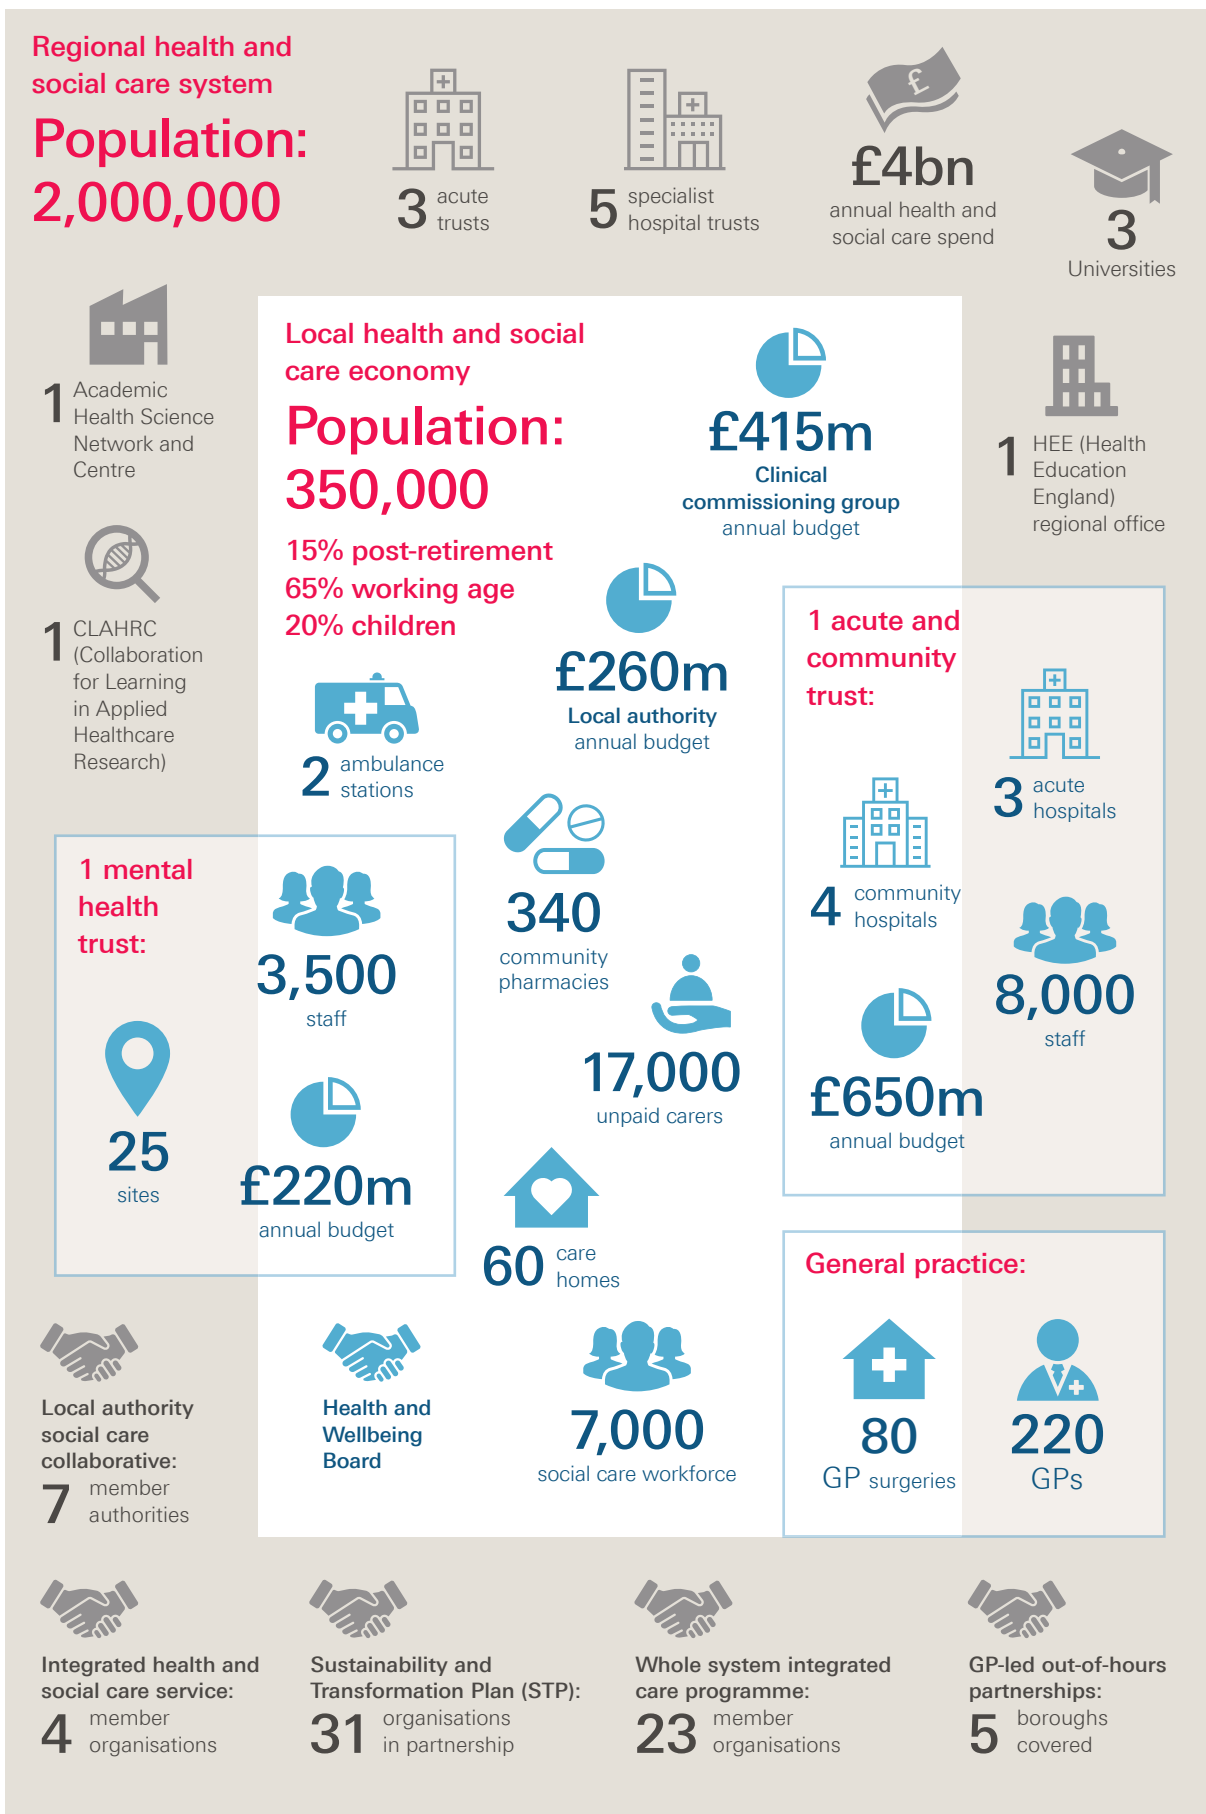 Regional health and
social care system
Population:
2,000,000
3 acute
trusts
5 specialist
hospital trusts
£
£4bn
annual health and
social care spend
3
Universities
1 Academic
Health Science
Network and
Centre
1 CLAHRC
(Collaboration
for Learning
in Applied
Healthcare
Research)
1 HEE (Health
Education
England)
regional office
Local health and social
care economy
Population:
350,000
15% post-retirement
65% working age
20% children
£415m
Clinical
commissioning group
annual budget
£260m
Local authority
annual budget
2 ambulance
stations
340
community
pharmacies
17,000
unpaid carers
60 care
homes
1 mental
health
trust:
3,500
staff
25
sites
£220m
annual budget
1 acute and
community
trust:
3 acute
hospitals
4 community
hospitals
8,000
staff
£650m
annual budget
General practice:
80
GP surgeries
220
GPs
Local authority
social care
collaborative:
7 member
authorities
Health and
Wellbeing
Board
7,000
social care workforce
Integrated health and
social care service:
4 member
organisations
Sustainability and
Transformation Plan (STP):
31 organisations
in partnership
Whole system integrated
care programme:
23 member
organisations
GP-led out-of-hours
partnerships:
5 boroughs
covered